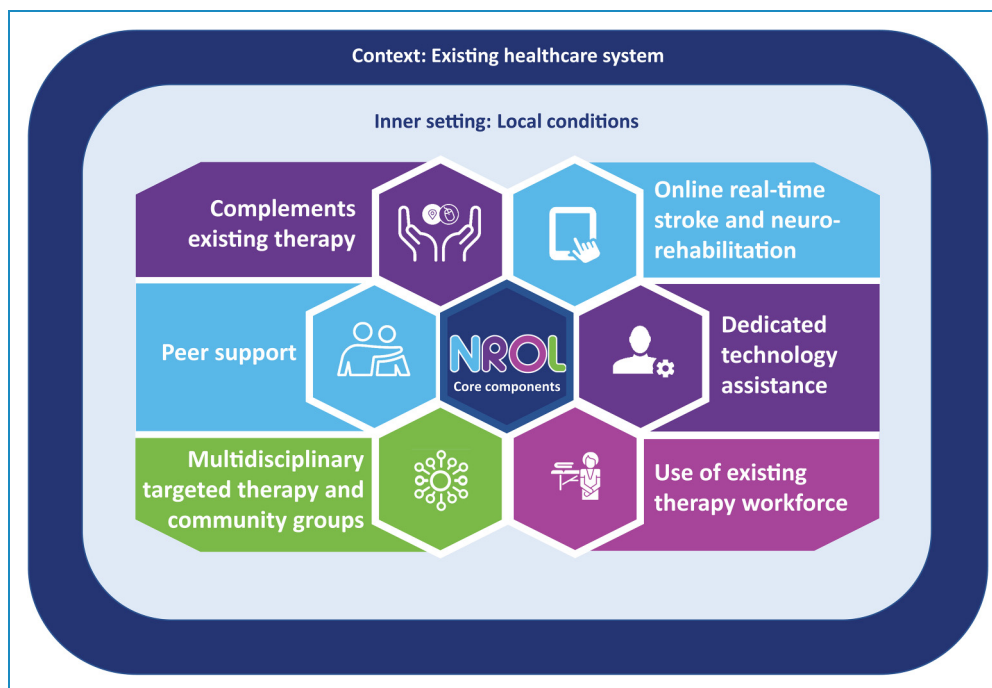 Context: Existing healthcare system
Inner setting: Local conditions
Complements
existing therapy
Online real-time
stroke and neuro-
rehabilitation
Peer support
NROL
Core components
Dedicated
technology
assistance
Multidisciplinary
targeted therapy and
community groups
Use of existing
therapy workforce